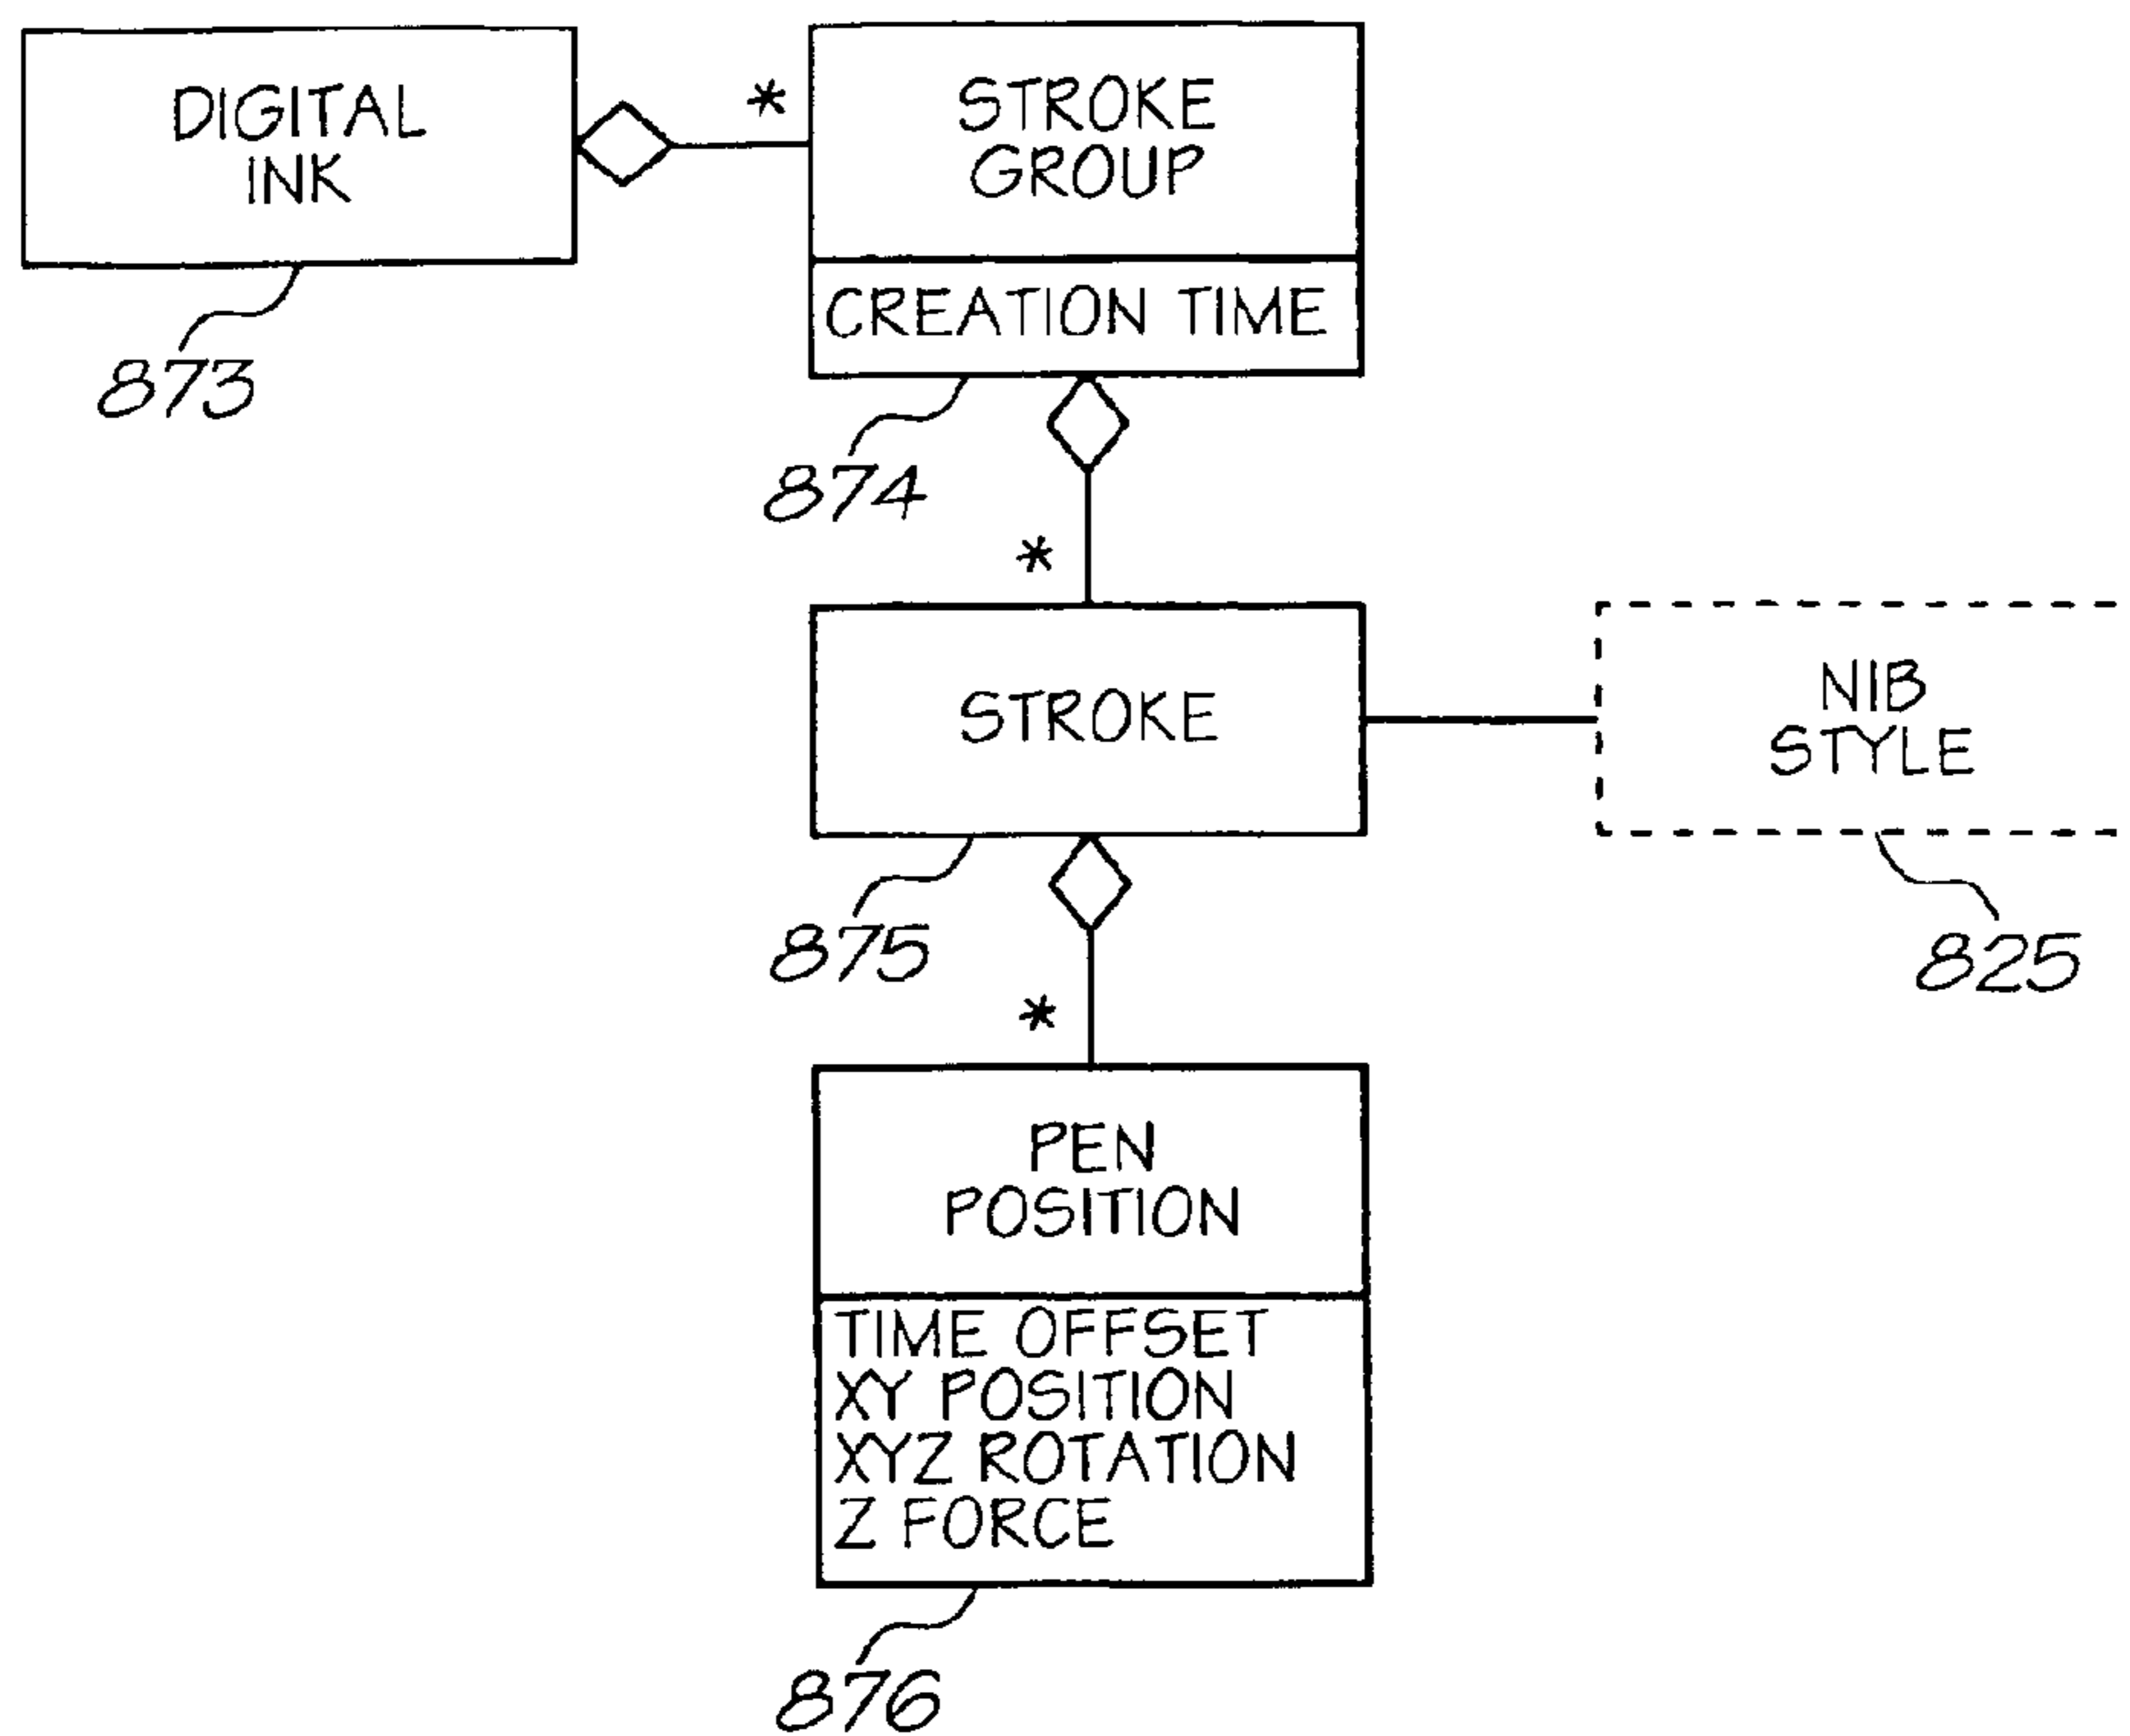 DIGITAL
INK
873
*
STROKE
GROUP
CREATION TIME
874
*
STROKE
875
NIB
STYLE
825
*
PEN
POSITION
TIME OFFSET
XY POSITION
XYZ ROTATION
Z FORCE
876